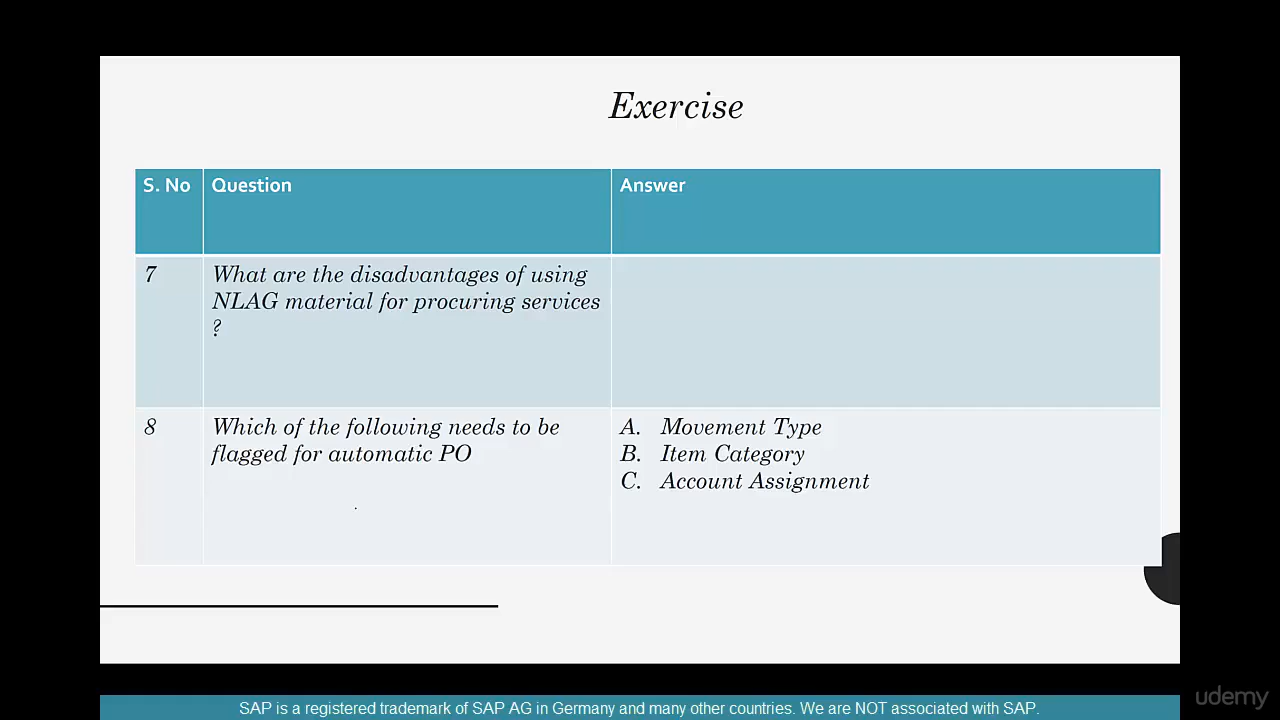 Exercise
S. No Question Answer
7 What are the disadvantages of using
NLAG material for procuring services
?
8 Which of the following needs to be
flagged for automatic PO
A. Movement Type
B. Item Category
C. Account Assignment
udemy
SAP is a registered trademark of SAP AG in Germany and many other countries. We are NOT associated with SAP.